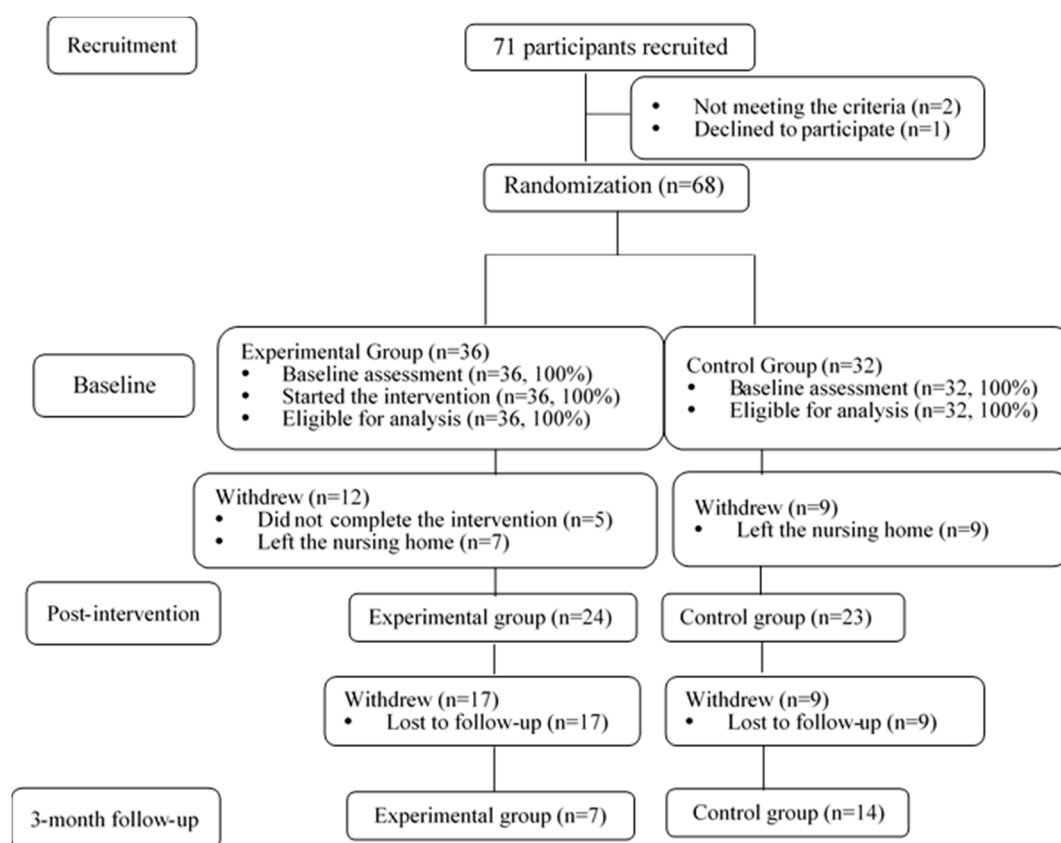 Recruitment
71 participants recruited
• Not meeting the criteria (n=2)
• Declined to participate (n=1)
Randomization (n=68)
Baseline
Experimental Group (n=36)
• Baseline assessment (n=36, 100%)
• Started the intervention (n=36, 100%)
• Eligible for analysis (n=36, 100%)
Control Group (n=32)
• Baseline assessment (n=32, 100%)
• Eligible for analysis (n=32, 100%)
Withdrew (n=12)
• Did not complete the intervention (n=5)
• Left the nursing home (n=7)
Withdrew (n=9)
• Left the nursing home (n=9)
Post-intervention
Experimental group (n=24)
Control group (n=23)
Withdrew (n=17)
• Lost to follow-up (n=17)
Withdrew (n=9)
• Lost to follow-up (n=9)
3-month follow-up
Experimental group (n=7)
Control group (n=14)